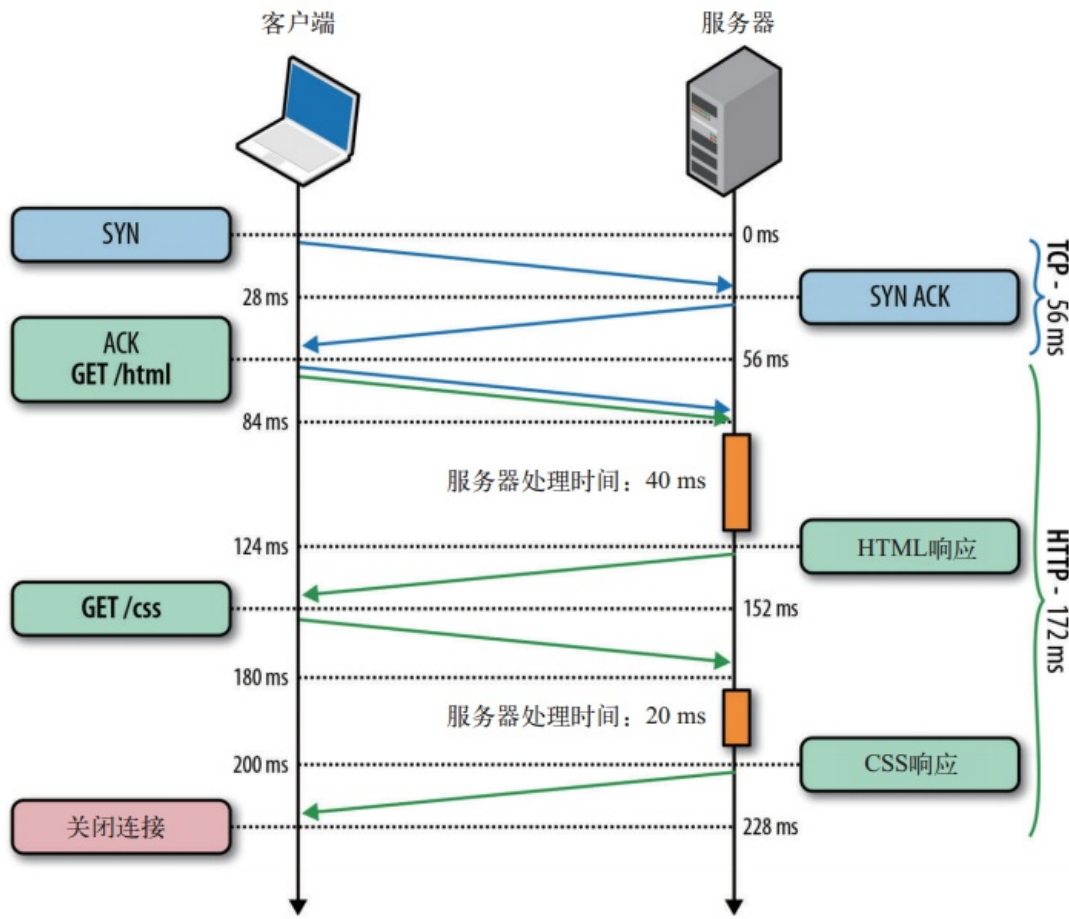 客户端
服务器
SYN
0 ms
28 ms
SYN ACK
TCP - 56 ms
ACK
GET /html
56 ms
84 ms
服务器处理时间：40 ms
124 ms
HTML响应
HTTP - 172 ms
GET /css
152 ms
180 ms
服务器处理时间：20 ms
200 ms
CSS响应
关闭连接
228 ms